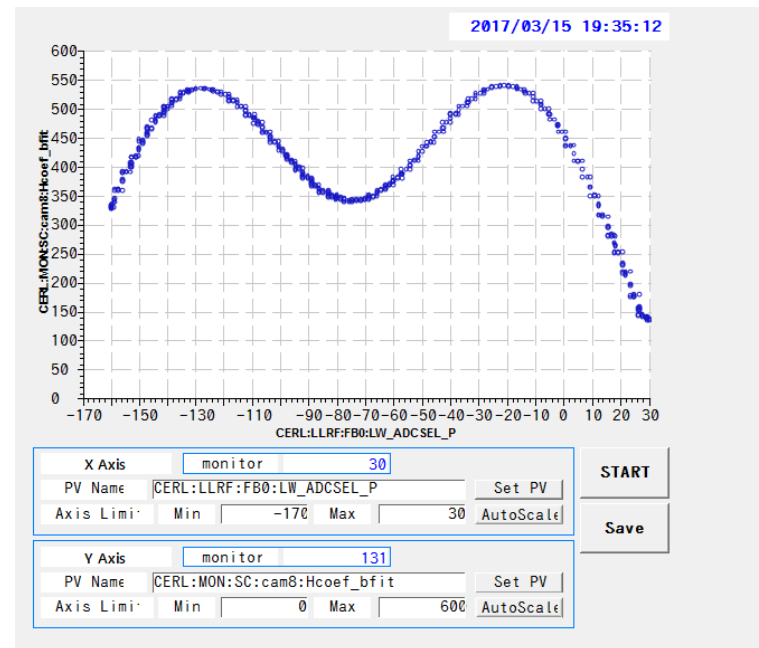 2017/03/15 19:35:12
600
550
500
450
400
350
300
250
200
150
100
50
0
CERL:MON:SC:cam8:Hcoef_bfit
-170 -150 -130 -110 -90 -80 -70 -60 -50 -40 -30 -20 -10 0 10 20 30
CERL:LLRF:FB0:LW_ADCSEL_P
X Axis monitor 30
PV Name CERL:LLRF:FB0:LW_ADCSEL_P Set PV
Axis Limi Min -170 Max 30 AutoScale
START
Save
Y Axis monitor 131
PV Name CERL:MON:SC:cam8:Hcoef_bfit Set PV
Axis Limi Min 0 Max 600 AutoScale